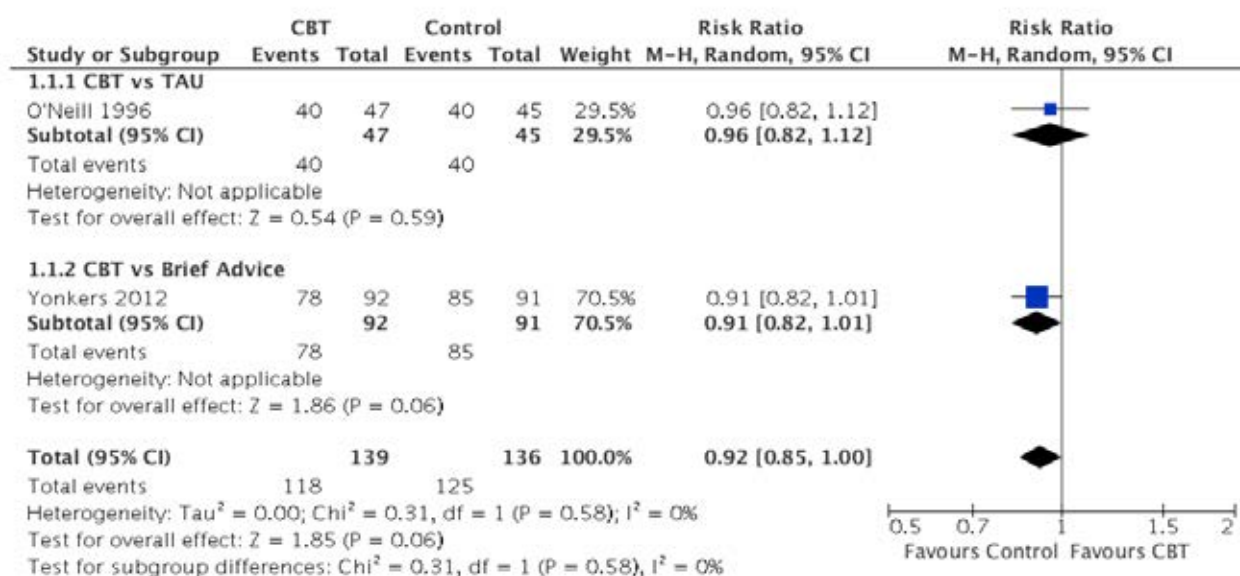 CBT Control Risk Ratio Risk Ratio
Study or Subgroup Events Total Events Total Weight M-H, Random, 95% CI M-H, Random, 95% CI
1.1.1 CBT vs TAU
O'Neill 1996 40 47 40 45 29.5% 0.96 [0.82, 1.12]
Subtotal (95% CI) 47 45 29.5% 0.96 [0.82, 1.12]
Total events 40 40
Heterogeneity: Not applicable
Test for overall effect: Z = 0.54 (P = 0.59)
1.1.2 CBT vs Brief Advice
Yonkers 2012 78 92 85 91 70.5% 0.91 [0.82, 1.01]
Subtotal (95% CI) 92 91 70.5% 0.91 [0.82, 1.01]
Total events 78 85
Heterogeneity: Not applicable
Test for overall effect: Z = 1.86 (P = 0.06)
Total (95% CI) 139 136 100.0% 0.92 [0.85, 1.00]
Total events 118 125
Heterogeneity: Tau² = 0.00; Chi² = 0.31, df = 1 (P = 0.58); I² = 0%
Test for overall effect: Z = 1.85 (P = 0.06)
Test for subgroup differences: Chi² = 0.31, df = 1 (P = 0.58), I² = 0%
0.5 0.7 1 1.5 2
Favours Control Favours CBT